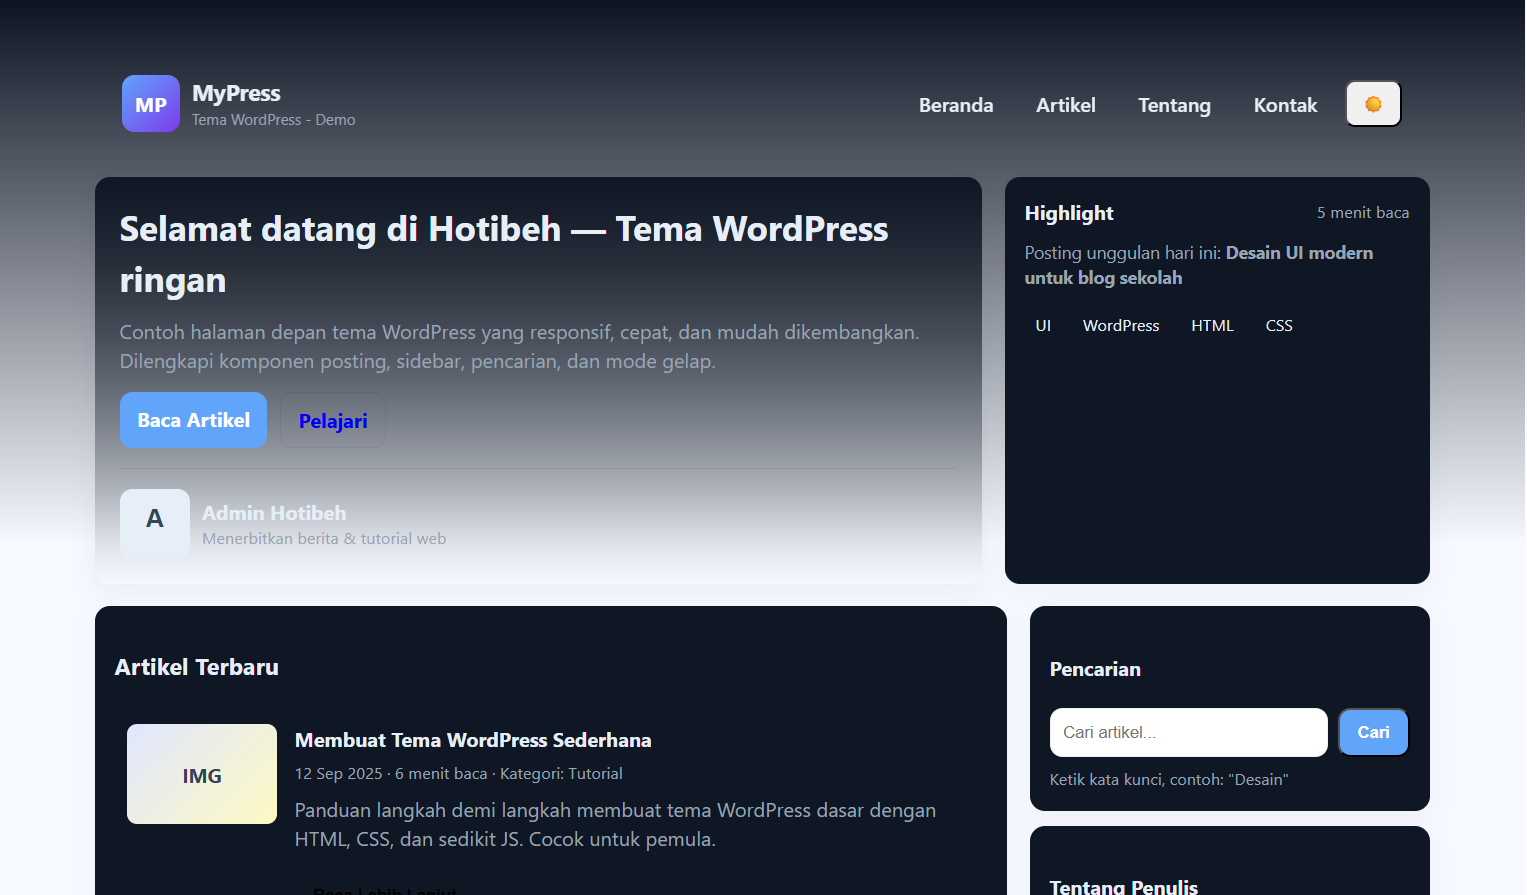 MP
MyPress
Tema WordPress - Demo
Beranda
Artikel
Tentang
Kontak
Selamat datang di Hotibeh — Tema WordPress
ringan
Contoh halaman depan tema WordPress yang responsif, cepat, dan mudah dikembangkan.
Dilengkapi komponen posting, sidebar, pencarian, dan mode gelap.
Baca Artikel
Pelajari
A
Admin Hotibeh
Menerbitkan berita & tutorial web
Highlight
5 menit baca
Posting unggulan hari ini: Desain UI modern
untuk blog sekolah
UI
WordPress
HTML
CSS
Artikel Terbaru
IMG
Membuat Tema WordPress Sederhana
12 Sep 2025 · 6 menit baca · Kategori: Tutorial
Panduan langkah demi langkah membuat tema WordPress dasar dengan
HTML, CSS, dan sedikit JS. Cocok untuk pemula.
Baca Lebih Lanjut
Pencarian
Cari artikel...
Cari
Ketik kata kunci, contoh: "Desain"
Tentang Penulis